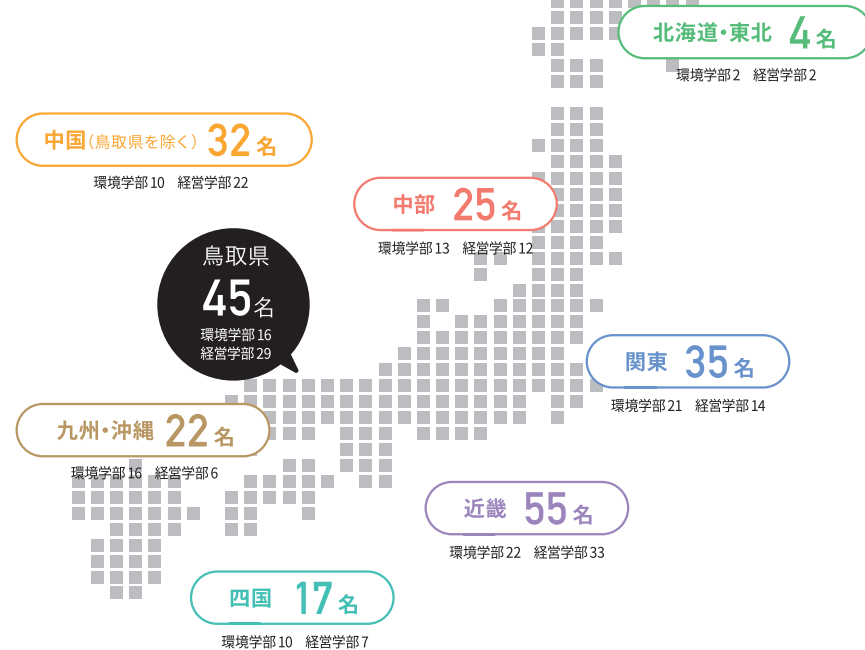 北海道・東北 4名
環境学部2 経営学部2
中国(鳥取県を除く) 32名
環境学部10 経営学部22
中部 25名
環境学部13 経営学部12
鳥取県
45名
環境学部16
経営学部29
関東 35名
環境学部21 経営学部14
九州・沖縄 22名
環境学部16 経営学部6
近畿 55名
環境学部22 経営学部33
四国 17名
環境学部10 経営学部7